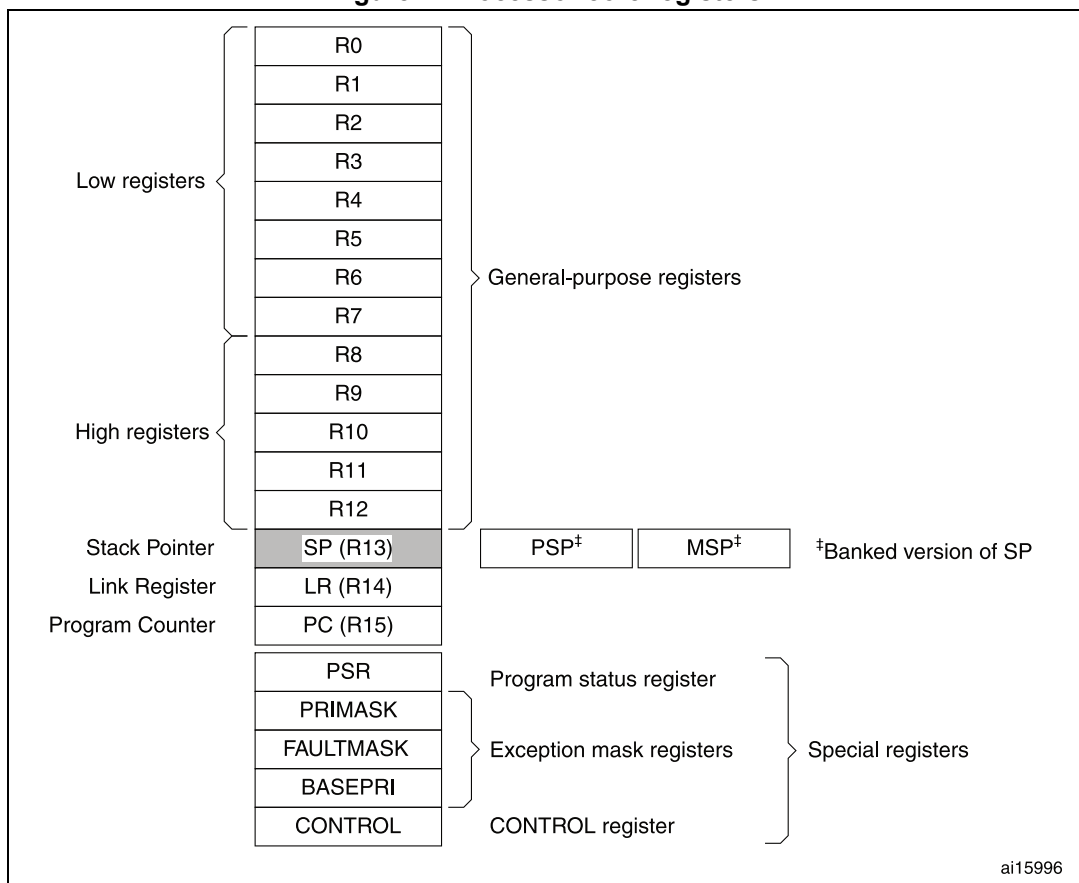 R0
R1
R2
R3
Low registers
R4
R5
R6
General-purpose registers
R7
R8
R9
High registers
R10
R11
R12
Stack Pointer
SP (R13)
PSP‡
MSP‡
‡Banked version of SP
Link Register
LR (R14)
Program Counter
PC (R15)
PSR
Program status register
PRIMASK
FAULTMASK
Exception mask registers
Special registers
BASEPRI
CONTROL
CONTROL register
ai15996